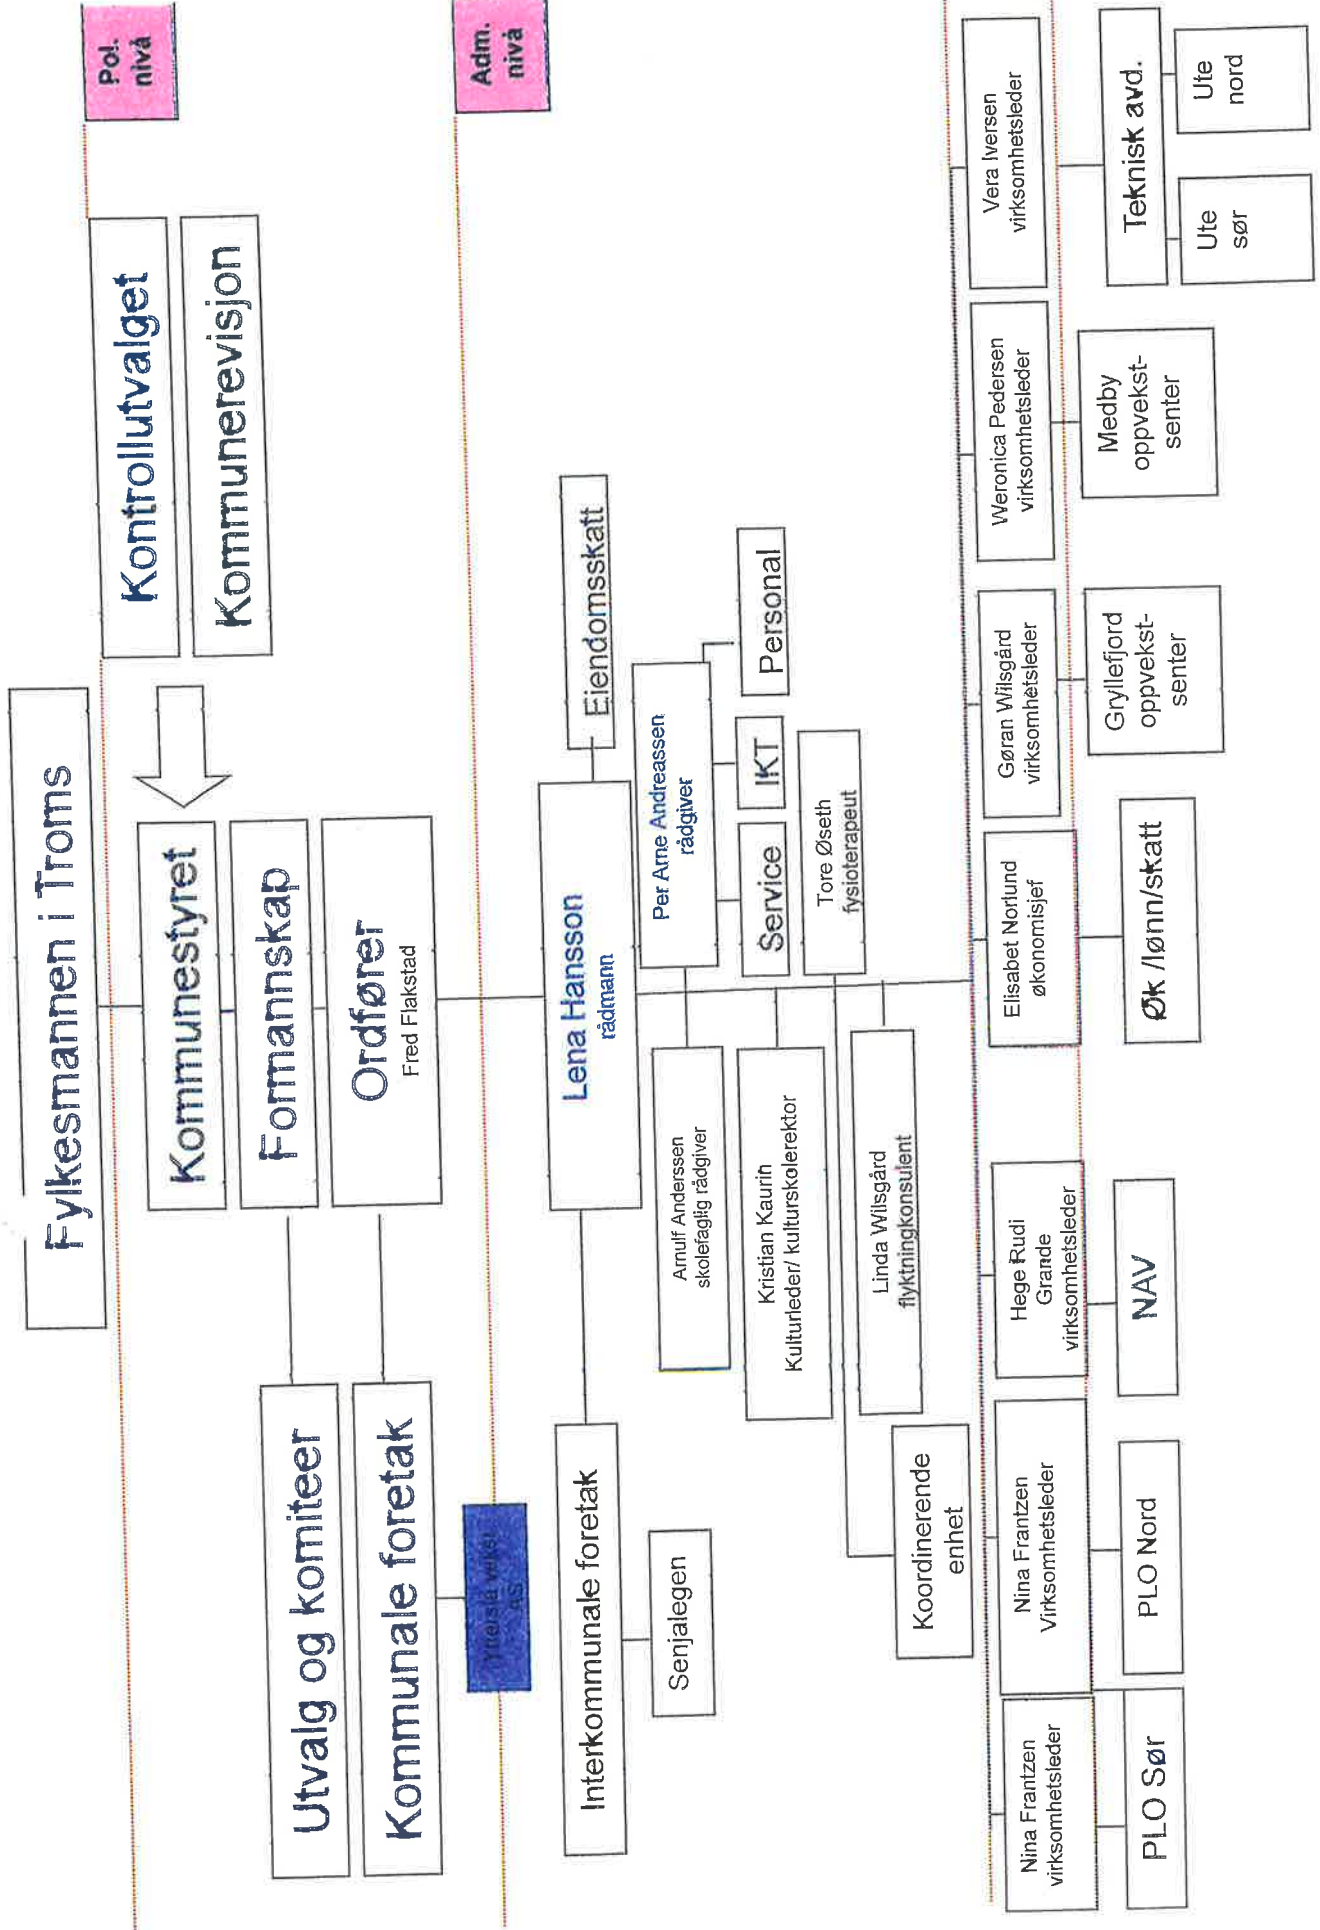 Fylkesmannen i Troms
Pol.
nivå
Kontrollutvalget
Kommunerevisjon
Kommunestyret
Formannskap
Ordfører
Fred Flakstad
Utvalg og komiteer
Kommunale foretak
AS
Adm.
nivå
Lena Hansson
rådmann
Eiendomsskatt
Interkommunale foretak
Senjalegen
Per Arne Andreassen
rådgiver
Service
IKT
Personal
Arnulf Anderssen
skolefaglig rådgiver
Kristian Kaurin
Kulturleder/ kulturskolerektor
Tore Øseth
fysioterapeut
Linda Wilsgård
flyktningkonsulent
Koordinerende
enhet
Nina Frantzen
virksomhetsleder
Nina Frantzen
Virksomhetsleder
Hege Rudi
Grande
virksomhetsleder
Elisabet Norlund
økonomisjef
Gøran Wilsgård
virksomhetsleder
Weronica Pedersen
virksomhetsleder
Vera Iversen
virksomhetsleder
PLO Sør
PLO Nord
NAV
Øk /lønn/skatt
Gryllefjord
oppvekst-
senter
Medby
oppvekst-
senter
Teknisk avd.
Ute
sør
Ute
nord